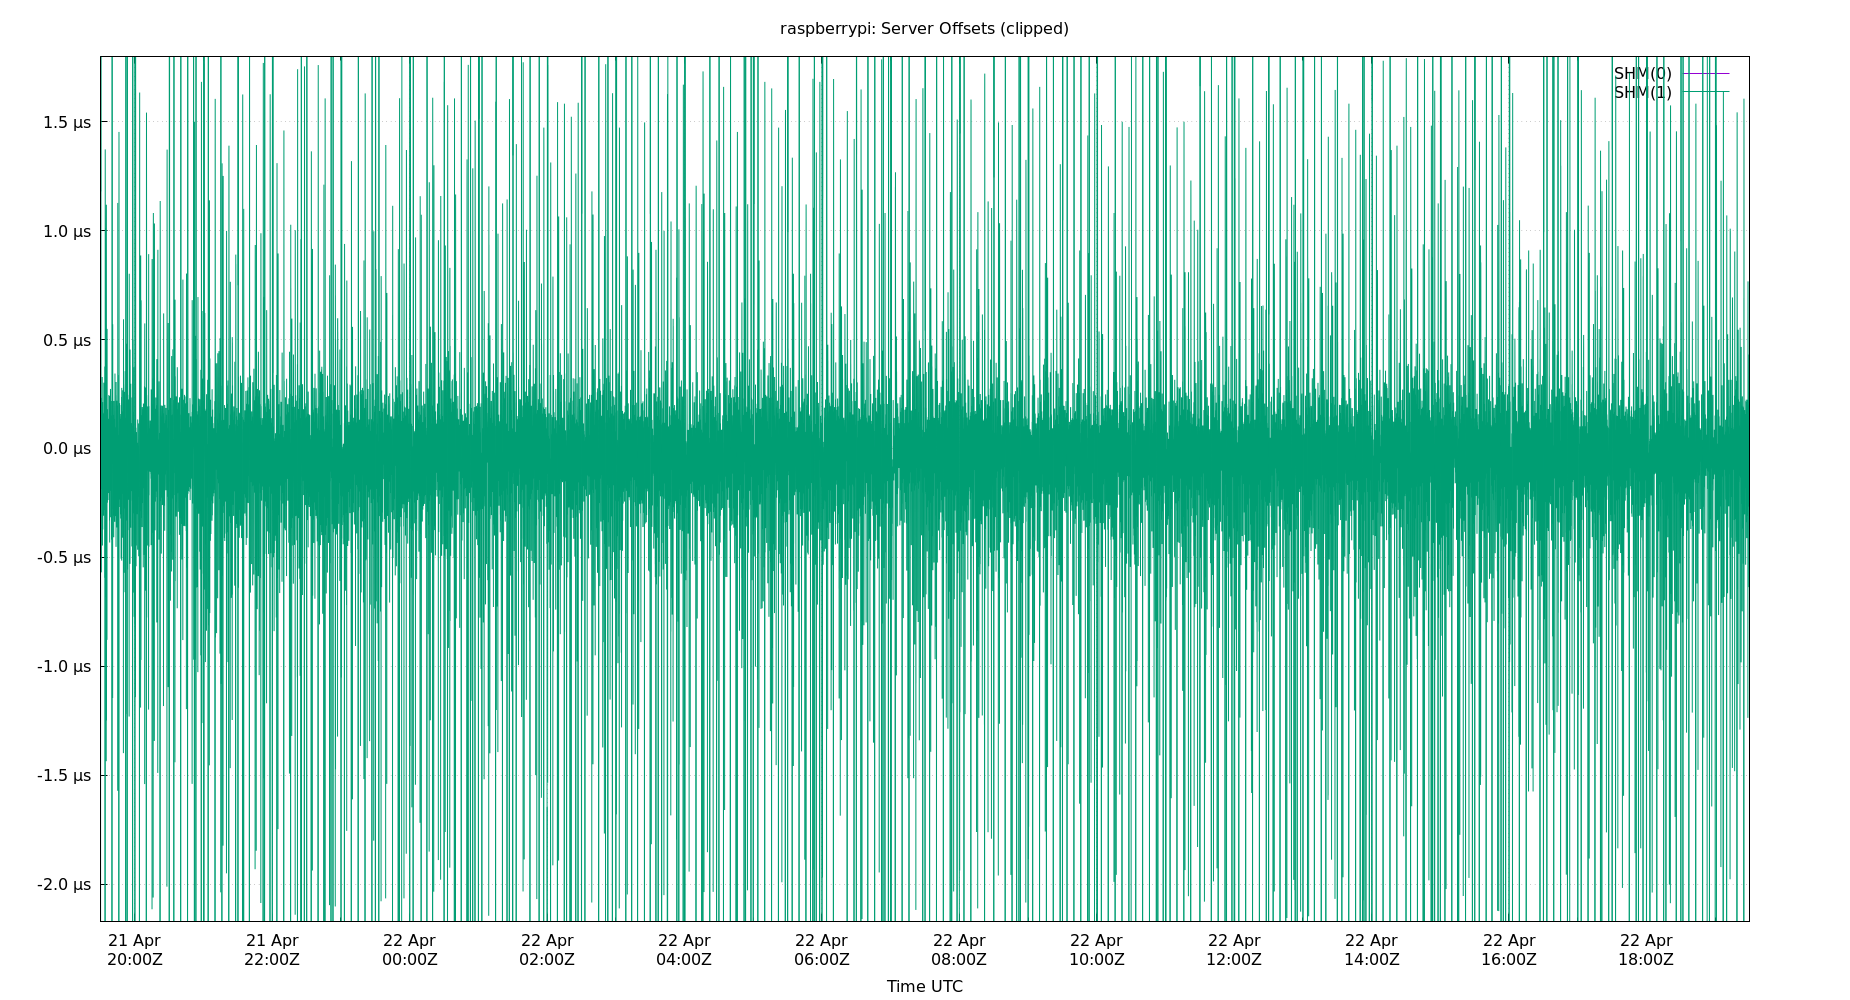 raspberrypi: Server Offsets (clipped)
SHM(0)
SHM(1)
1.5 µs
1.0 µs
0.5 µs
0.0 µs
-0.5 µs
-1.0 µs
-1.5 µs
-2.0 µs
21 Apr 21 Apr 22 Apr 22 Apr 22 Apr 22 Apr 22 Apr 22 Apr 22 Apr 22 Apr 22 Apr 22 Apr
20:00Z 22:00Z 00:00Z 02:00Z 04:00Z 06:00Z 08:00Z 10:00Z 12:00Z 14:00Z 16:00Z 18:00Z
Time UTC